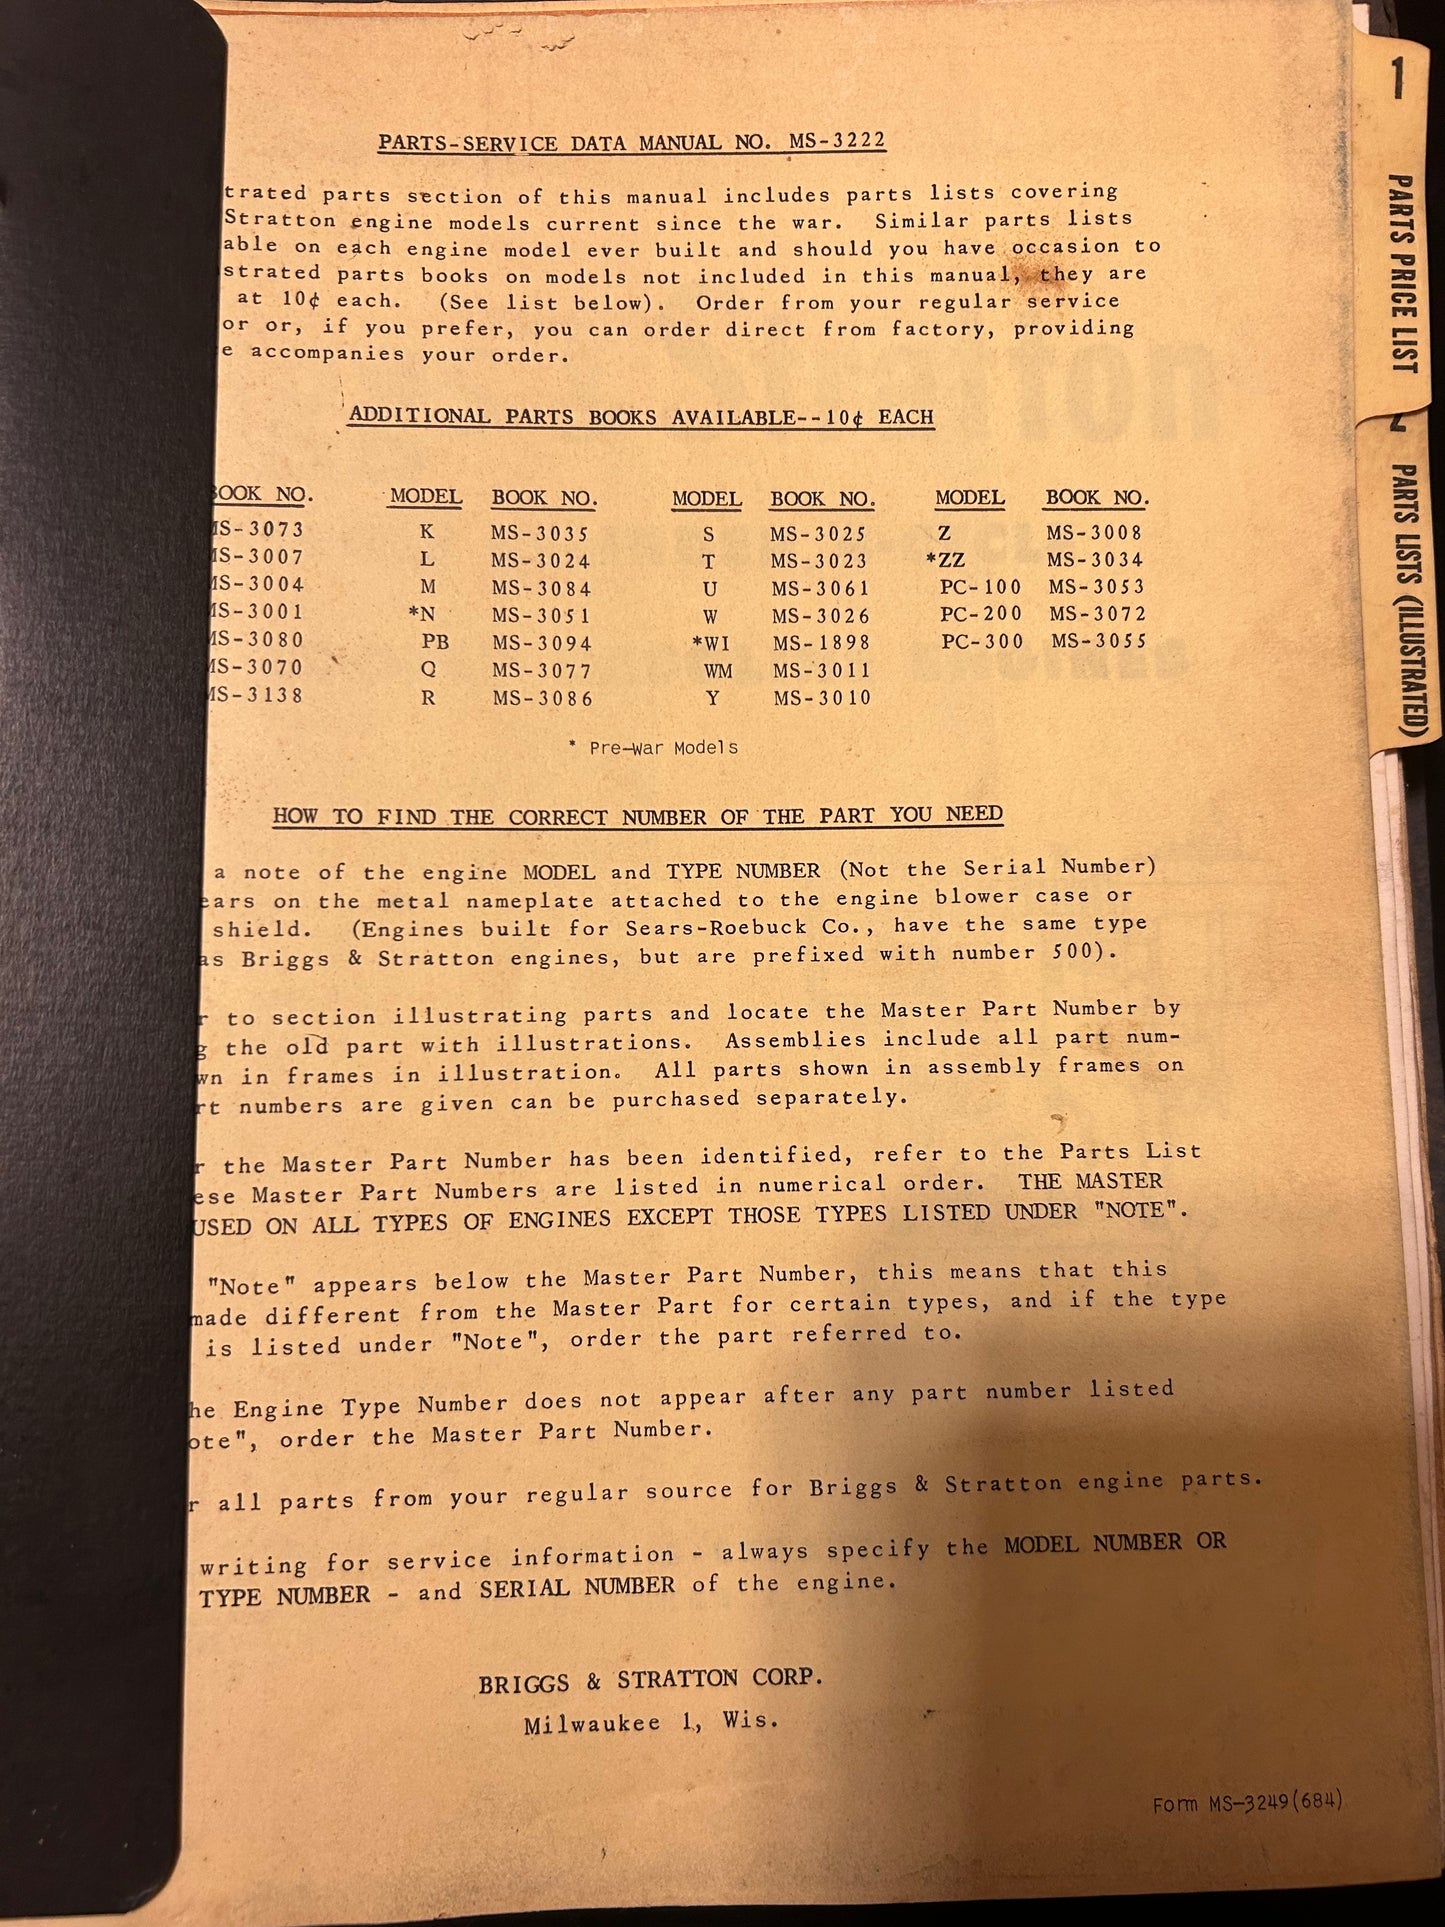 PARTS-SERVICE DATA MANUAL NO. MS-3222
trated parts section of this manual includes parts lists covering
Stratton engine models current since the war. Similar parts lists
able on each engine model ever built and should you have occasion to
strated parts books on models not included in this manual, they are
at 10¢ each. (See list below). Order from your regular service
or or, if you prefer, you can order direct from factory, providing
e accompanies your order.
ADDITIONAL PARTS BOOKS AVAILABLE--10¢ EACH
BOOK NO. MODEL BOOK NO. MODEL BOOK NO. MODEL BOOK NO.
MS-3073 K MS-3035 S MS-3025 Z MS-3008
MS-3007 L MS-3024 T MS-3023 *ZZ MS-3034
MS-3004 M MS-3084 U MS-3061 PC-100 MS-3053
MS-3001 *N MS-3051 W MS-3026 PC-200 MS-3072
MS-3080 PB MS-3094 *WI MS-1898 PC-300 MS-3055
MS-3070 Q MS-3077 WM MS-3011
MS-3138 R MS-3086 Y MS-3010
* Pre-War Models
HOW TO FIND THE CORRECT NUMBER OF THE PART YOU NEED
a note of the engine MODEL and TYPE NUMBER (Not the Serial Number)
ears on the metal nameplate attached to the engine blower case or
shield. (Engines built for Sears-Roebuck Co., have the same type
as Briggs & Stratton engines, but are prefixed with number 500).
r to section illustrating parts and locate the Master Part Number by
g the old part with illustrations. Assemblies include all part num-
wn in frames in illustration. All parts shown in assembly frames on
rt numbers are given can be purchased separately.
r the Master Part Number has been identified, refer to the Parts List
ese Master Part Numbers are listed in numerical order. THE MASTER
USED ON ALL TYPES OF ENGINES EXCEPT THOSE TYPES LISTED UNDER "NOTE".
"Note" appears below the Master Part Number, this means that this
made different from the Master Part for certain types, and if the type
is listed under "Note", order the part referred to.
he Engine Type Number does not appear after any part number listed
ote", order the Master Part Number.
r all parts from your regular source for Briggs & Stratton engine parts.
writing for service information - always specify the MODEL NUMBER OR
TYPE NUMBER - and SERIAL NUMBER of the engine.
BRIGGS & STRATTON CORP.
Milwaukee 1, Wis.
Form MS-3249(684)
1 PARTS PRICE LIST
2 PARTS LISTS (ILLUSTRATED)